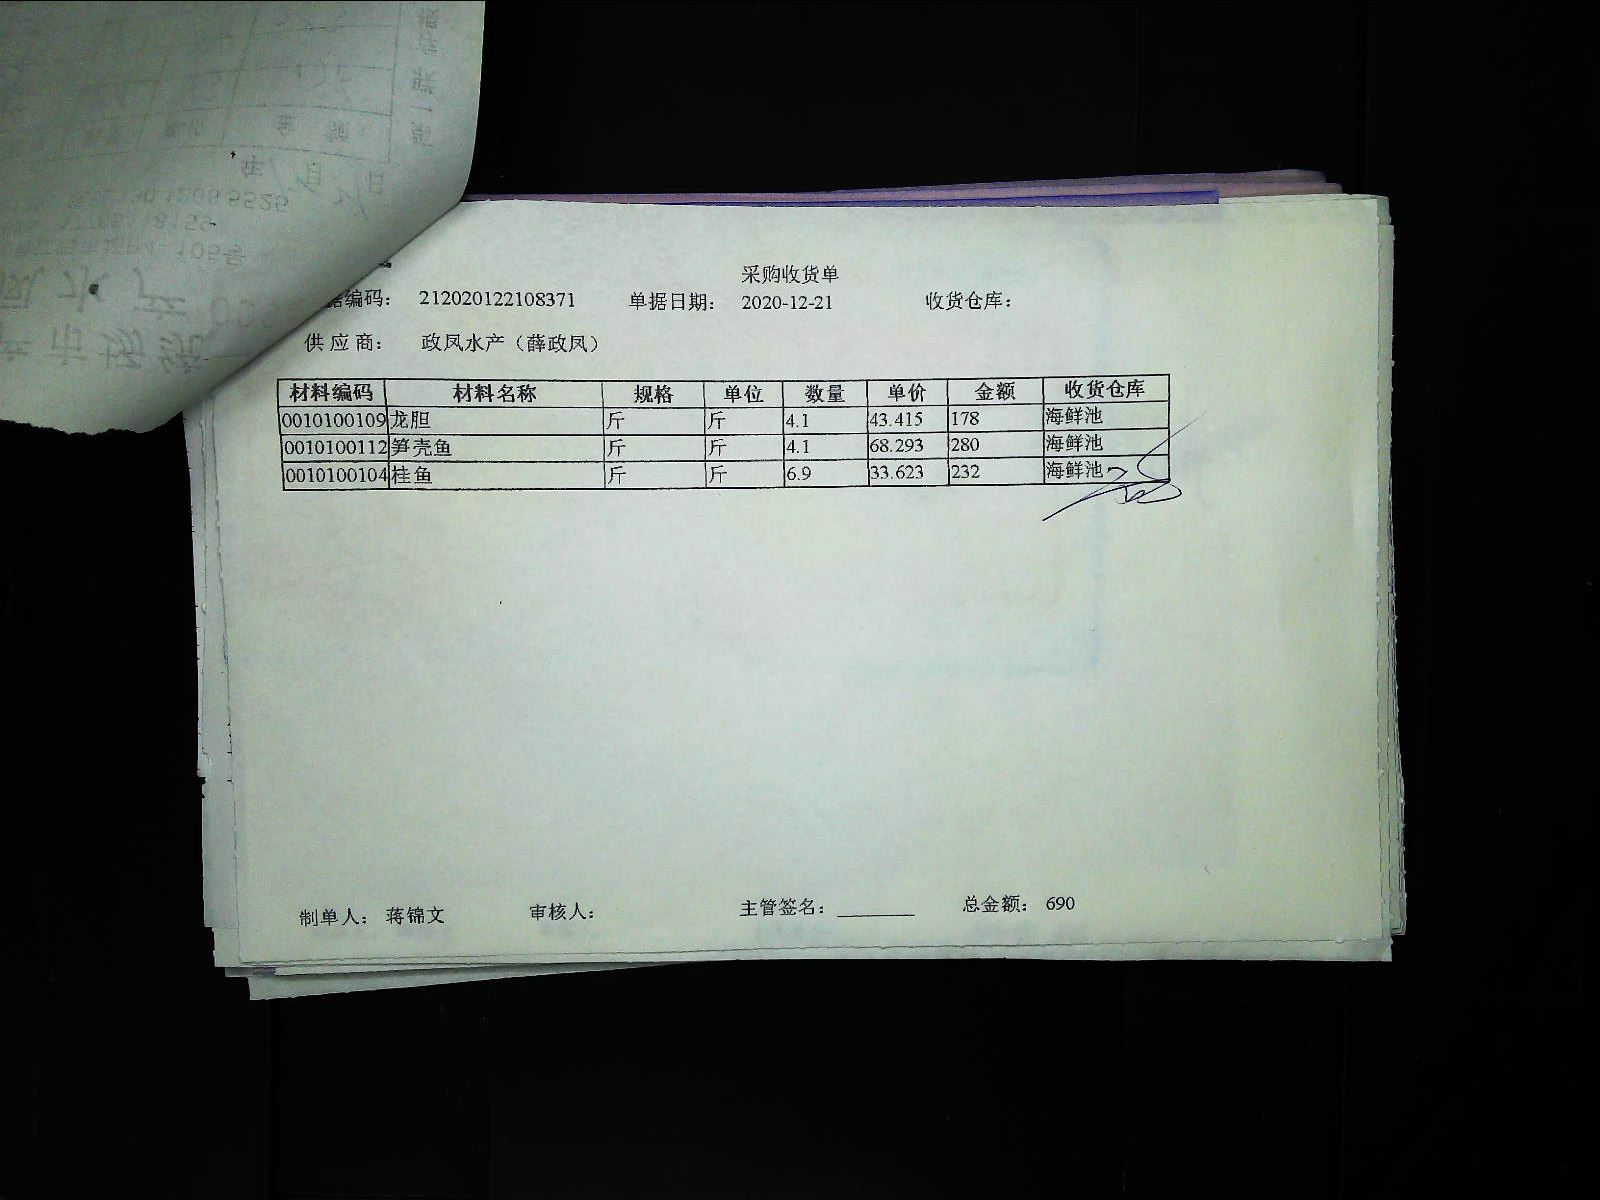 采购收货单
据编码： 212020122108371 单据日期： 2020-12-21 收货仓库：
供应商： 政凤水产（薛政凤）
材料编码 材料名称 规格 单位 数量 单价 金额 收货仓库
0010100109 龙胆 斤 斤 4.1 43.415 178 海鲜池
0010100112 笋壳鱼 斤 斤 4.1 68.293 280 海鲜池
0010100104 桂鱼 斤 斤 6.9 33.623 232 海鲜池
制单人： 蒋锦文 审核人： 主管签名： 总金额： 690